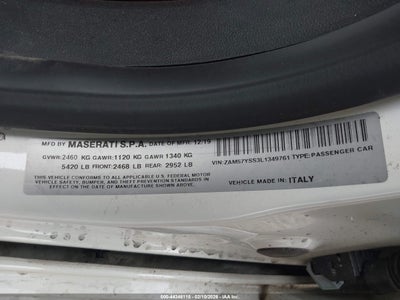 MFD BY MASERATI S.P.A. DATE OF MFR. 12/19
GVWR: 2460 KG GAWR: 1120 KG GAWR 1340 KG
5420 LB FRONT: 2468 LB REAR: 2952 LB
THIS VEHICLE CONFORMS TO ALL APPLICABLE U.S. FEDERAL MOTOR
VEHICLE SAFETY, BUMPER, AND THEFT PREVENTION STANDARDS IN
EFFECT ON THE DATE OF MANUFACTURE SHOWN ABOVE.
VIN: ZAM57YSS3L1349761 TYPE: PASSENGER CAR
MADE IN: ITALY